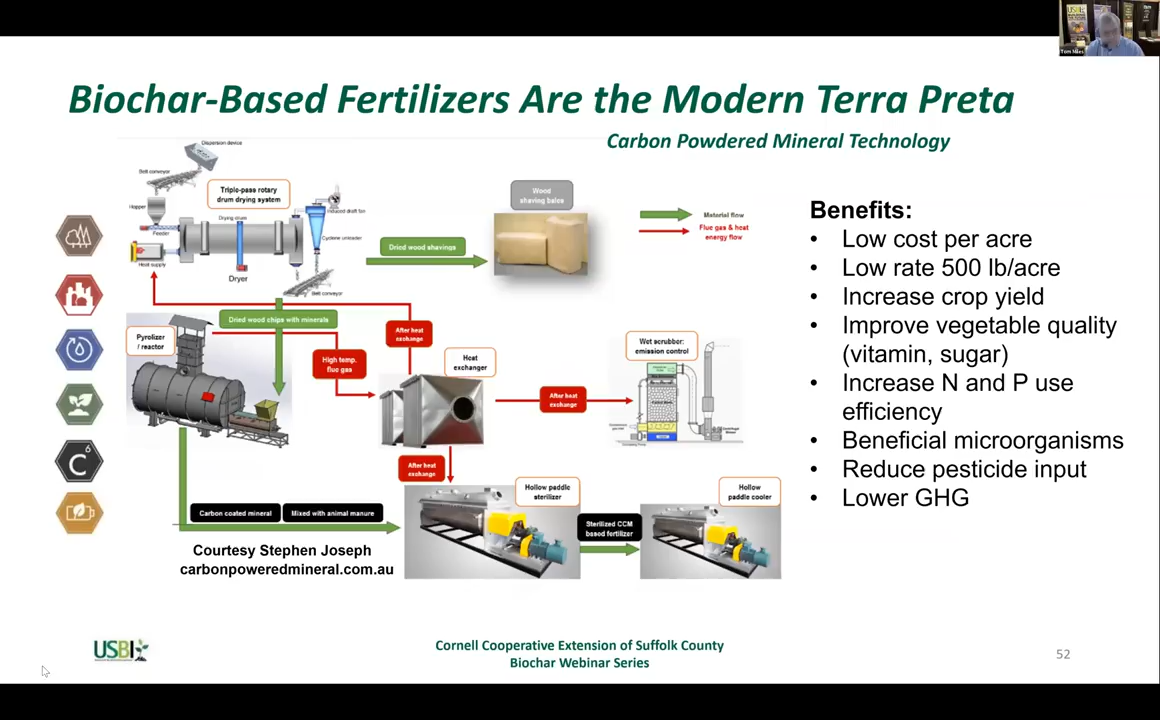 Tom Miles
Biochar-Based Fertilizers Are the Modern Terra Preta
Carbon Powdered Mineral Technology
Dispersion device
Belt conveyor
Hopper
Feeder
Heat supply
Triple-pass rotary
drum drying system
Drying drum
Dryer
Induced draft fan
Cyclone unloader
Belt conveyor
Dried wood shavings
Wood
shaving bales
Material flow
Flue gas & heat
energy flow
Dried wood chips with minerals
Pyrolizer
/ reactor
High temp.
flue gas
After heat
exchange
Heat
exchanger
After heat
exchange
Wet scrubber:
emission control
After heat
exchange
Carbon coated mineral
Mixed with animal manure
Hollow paddle
sterilizer
Sterilized CCM
based fertilizer
Hollow
paddle cooler
Courtesy Stephen Joseph
carbonpoweredmineral.com.au
C
6
Benefits:
• Low cost per acre
• Low rate 500 lb/acre
• Increase crop yield
• Improve vegetable quality
(vitamin, sugar)
• Increase N and P use
efficiency
• Beneficial microorganisms
• Reduce pesticide input
• Lower GHG
USBI
Cornell Cooperative Extension of Suffolk County
Biochar Webinar Series
52